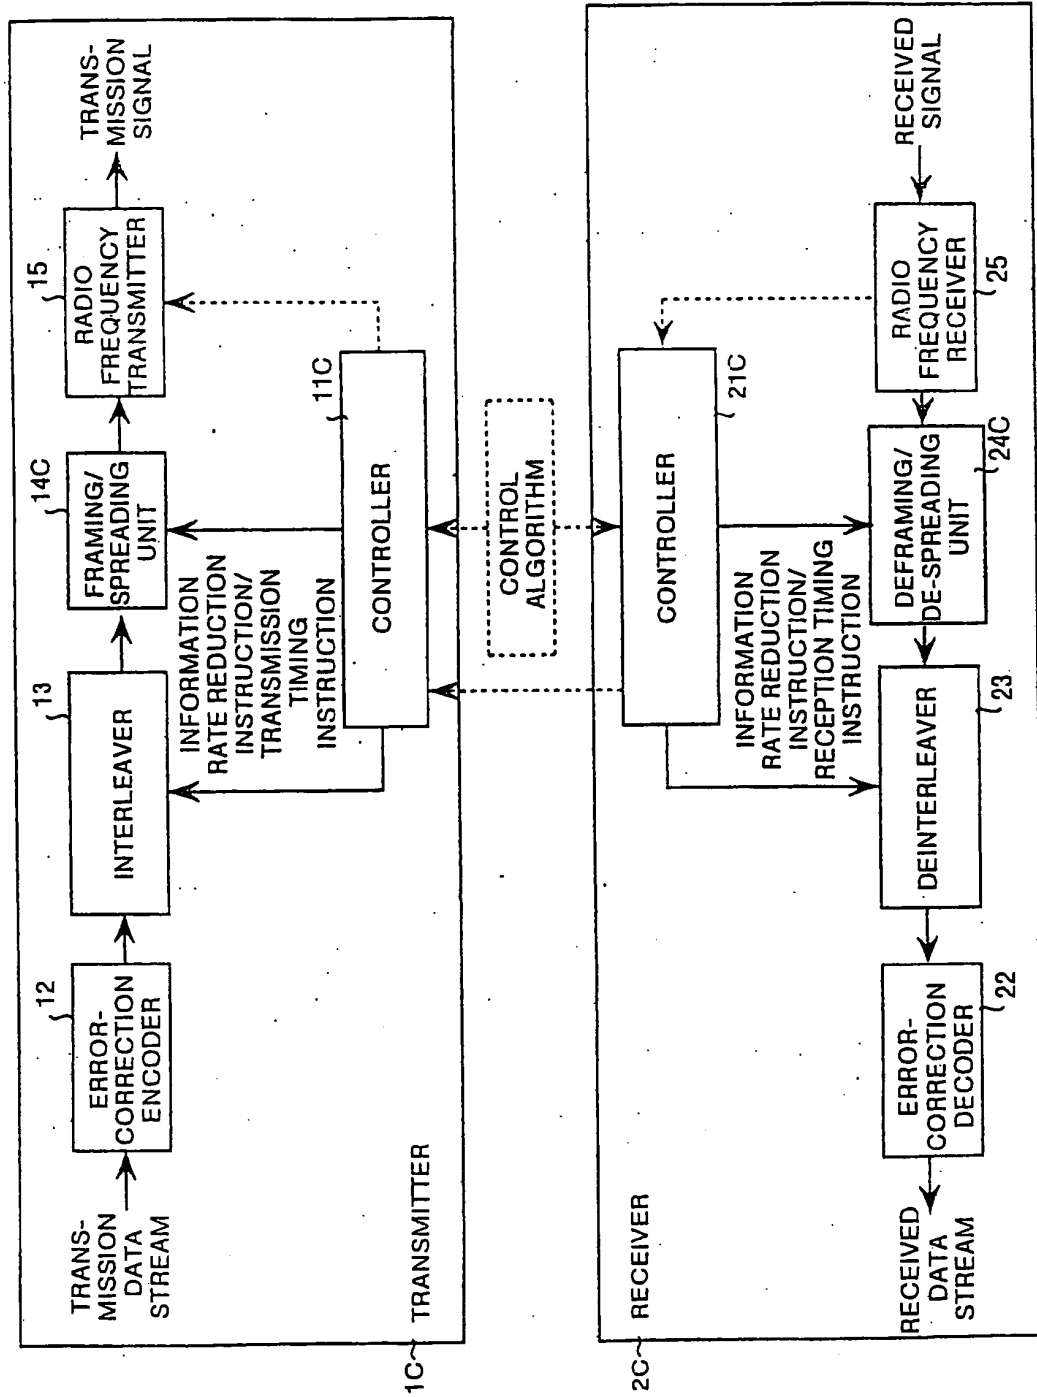 12
13
14C
15
TRANS-
MISSION
DATA
STREAM
ERROR-
CORRECTION
ENCODER
INTERLEAVER
FRAMING/
SPREADING
UNIT
RADIO
FREQUENCY
TRANSMITTER
TRANS-
MISSION
SIGNAL
INFORMATION
RATE REDUCTION
INSTRUCTION/
TRANSMISSION
TIMING
INSTRUCTION
11C
CONTROLLER
1C TRANSMITTER
CONTROL
ALGORITHM
2C RECEIVER
CONTROLLER
21C
INFORMATION
RATE REDUCTION
INSTRUCTION/
RECEPTION TIMING
INSTRUCTION
RECEIVED
DATA
STREAM
ERROR-
CORRECTION
DECODER
22
DEINTERLEAVER
23
DEFRAMING/
DE-SPREADING
UNIT
24C
RADIO
FREQUENCY
RECEIVER
25
RECEIVED
SIGNAL